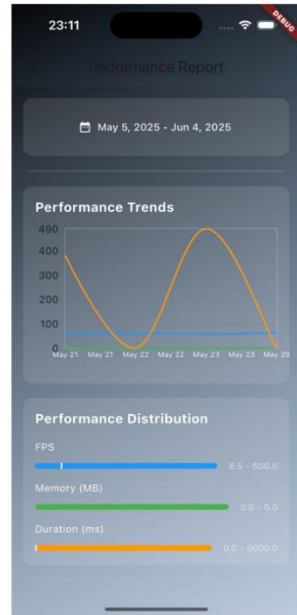 23:11
DEBUG
Performance Report
May 5, 2025 - Jun 4, 2025
Performance Trends
490
400
300
200
100
0
May 21 May 21 May 22 May 22 May 23 May 23 May 29
Performance Distribution
FPS
8.5 - 500.0
Memory (MB)
0.0 - 0.0
Duration (ms)
0.0 - 5000.0